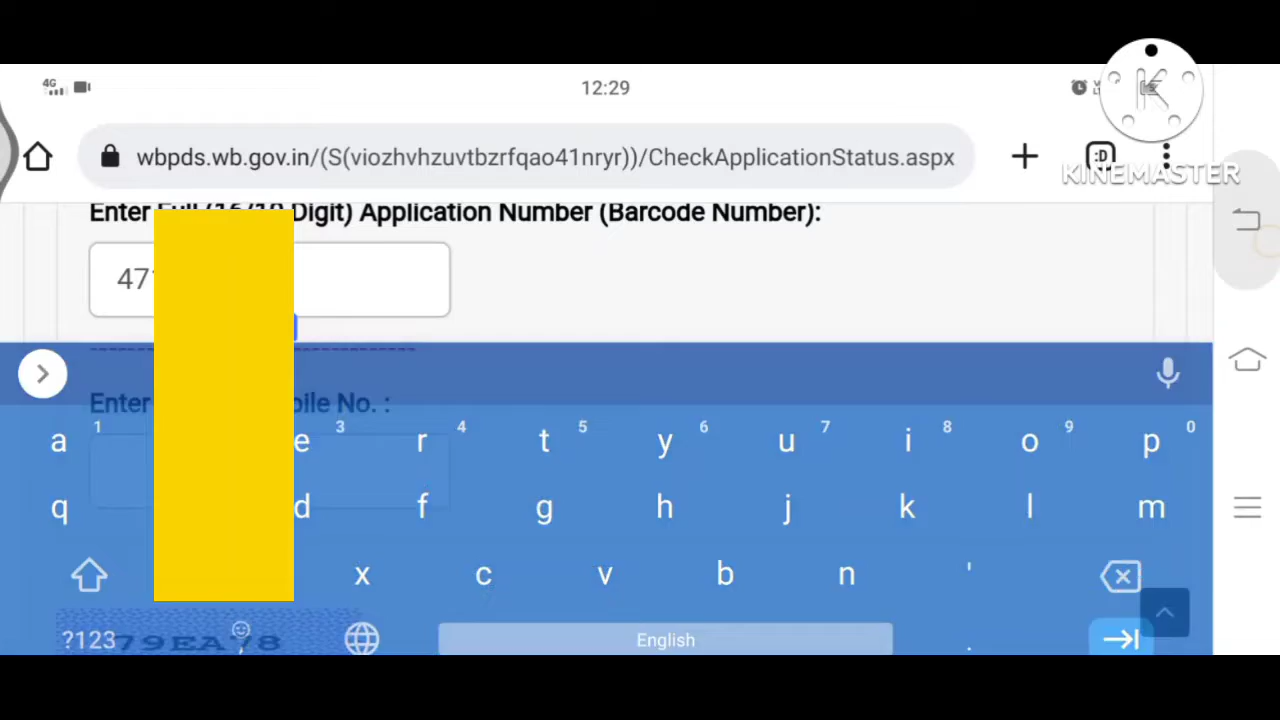 4G 12:29
KINEMASTER
wbpds.wb.gov.in/(S(viozhvhzuvtbzrfqao41nryr))/CheckApplicationStatus.aspx
:D
Enter Digit) Application Number (Barcode Number):
47
Enter No. :
a 1 e 3 r 4 t 5 y 6 u 7 i 8 o 9 p 0
q d f g h j k l m
x c v b n '
?123 English .